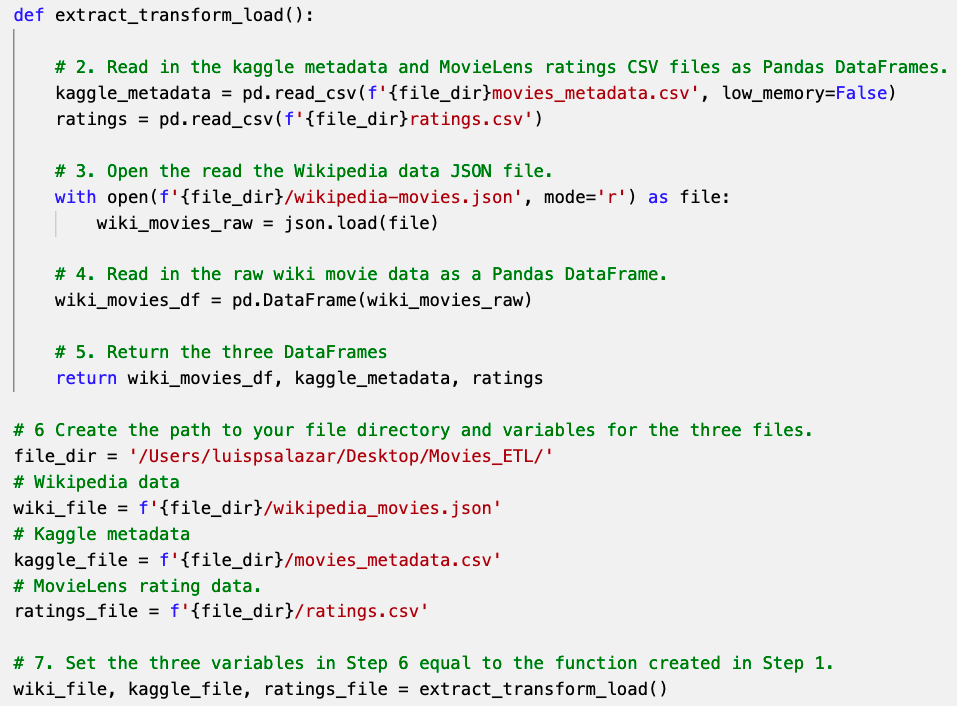 def extract_transform_load():
# 2. Read in the kaggle metadata and MovieLens ratings CSV files as Pandas DataFrames.
kaggle_metadata = pd.read_csv(f'{file_dir}movies_metadata.csv', low_memory=False)
ratings = pd.read_csv(f'{file_dir}ratings.csv')
# 3. Open the read the Wikipedia data JSON file.
with open(f'{file_dir}/wikipedia-movies.json', mode='r') as file:
wiki_movies_raw = json.load(file)
# 4. Read in the raw wiki movie data as a Pandas DataFrame.
wiki_movies_df = pd.DataFrame(wiki_movies_raw)
# 5. Return the three DataFrames
return wiki_movies_df, kaggle_metadata, ratings
# 6 Create the path to your file directory and variables for the three files.
file_dir = '/Users/luispsalazar/Desktop/Movies_ETL/'
# Wikipedia data
wiki_file = f'{file_dir}/wikipedia_movies.json'
# Kaggle metadata
kaggle_file = f'{file_dir}/movies_metadata.csv'
# MovieLens rating data.
ratings_file = f'{file_dir}/ratings.csv'
# 7. Set the three variables in Step 6 equal to the function created in Step 1.
wiki_file, kaggle_file, ratings_file = extract_transform_load()